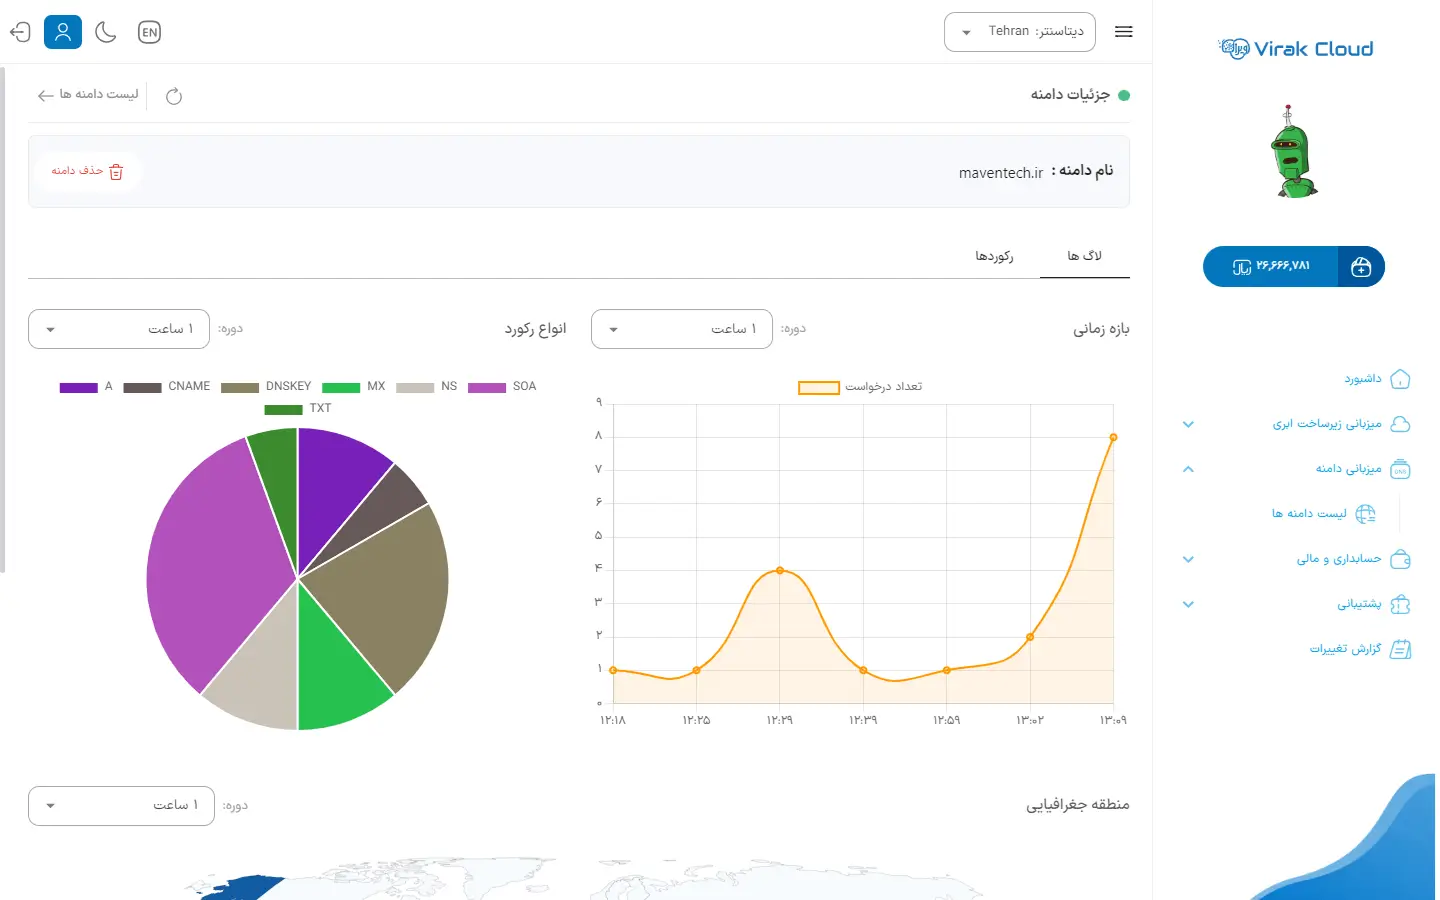 EN
دیتاسنتر: Tehran
Virak Cloud
جزئیات دامنه
لیست دامنه ها
نام دامنه : maventech.ir
حذف دامنه
۲۶,۶۶۶,۷۸۱
لاگ ها
رکوردها
بازه زمانی
دوره:
۱ ساعت
انواع رکورد
دوره:
۱ ساعت
تعداد درخواست
۹
۸
۷
۶
۵
۴
۳
۲
۱
۰
۱۲:۱۸ ۱۲:۲۵ ۱۲:۲۹ ۱۲:۳۹ ۱۲:۵۹ ۱۳:۰۲ ۱۳:۰۹
A CNAME DNSKEY MX NS SOA
TXT
منطقه جغرافیایی
دوره:
۱ ساعت
داشبورد
میزبانی زیرساخت ابری
میزبانی دامنه
DNS
لیست دامنه ها
حسابداری و مالی
پشتیبانی
گزارش تغییرات